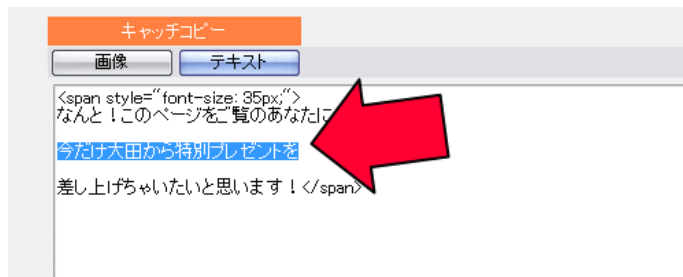 キャッチコピー
画像 テキスト
<span style="font-size: 35px;">
なんと！このページをご覧のあなたに
今だけ大田から特別プレゼントを
差し上げちゃいたいと思います！</span>